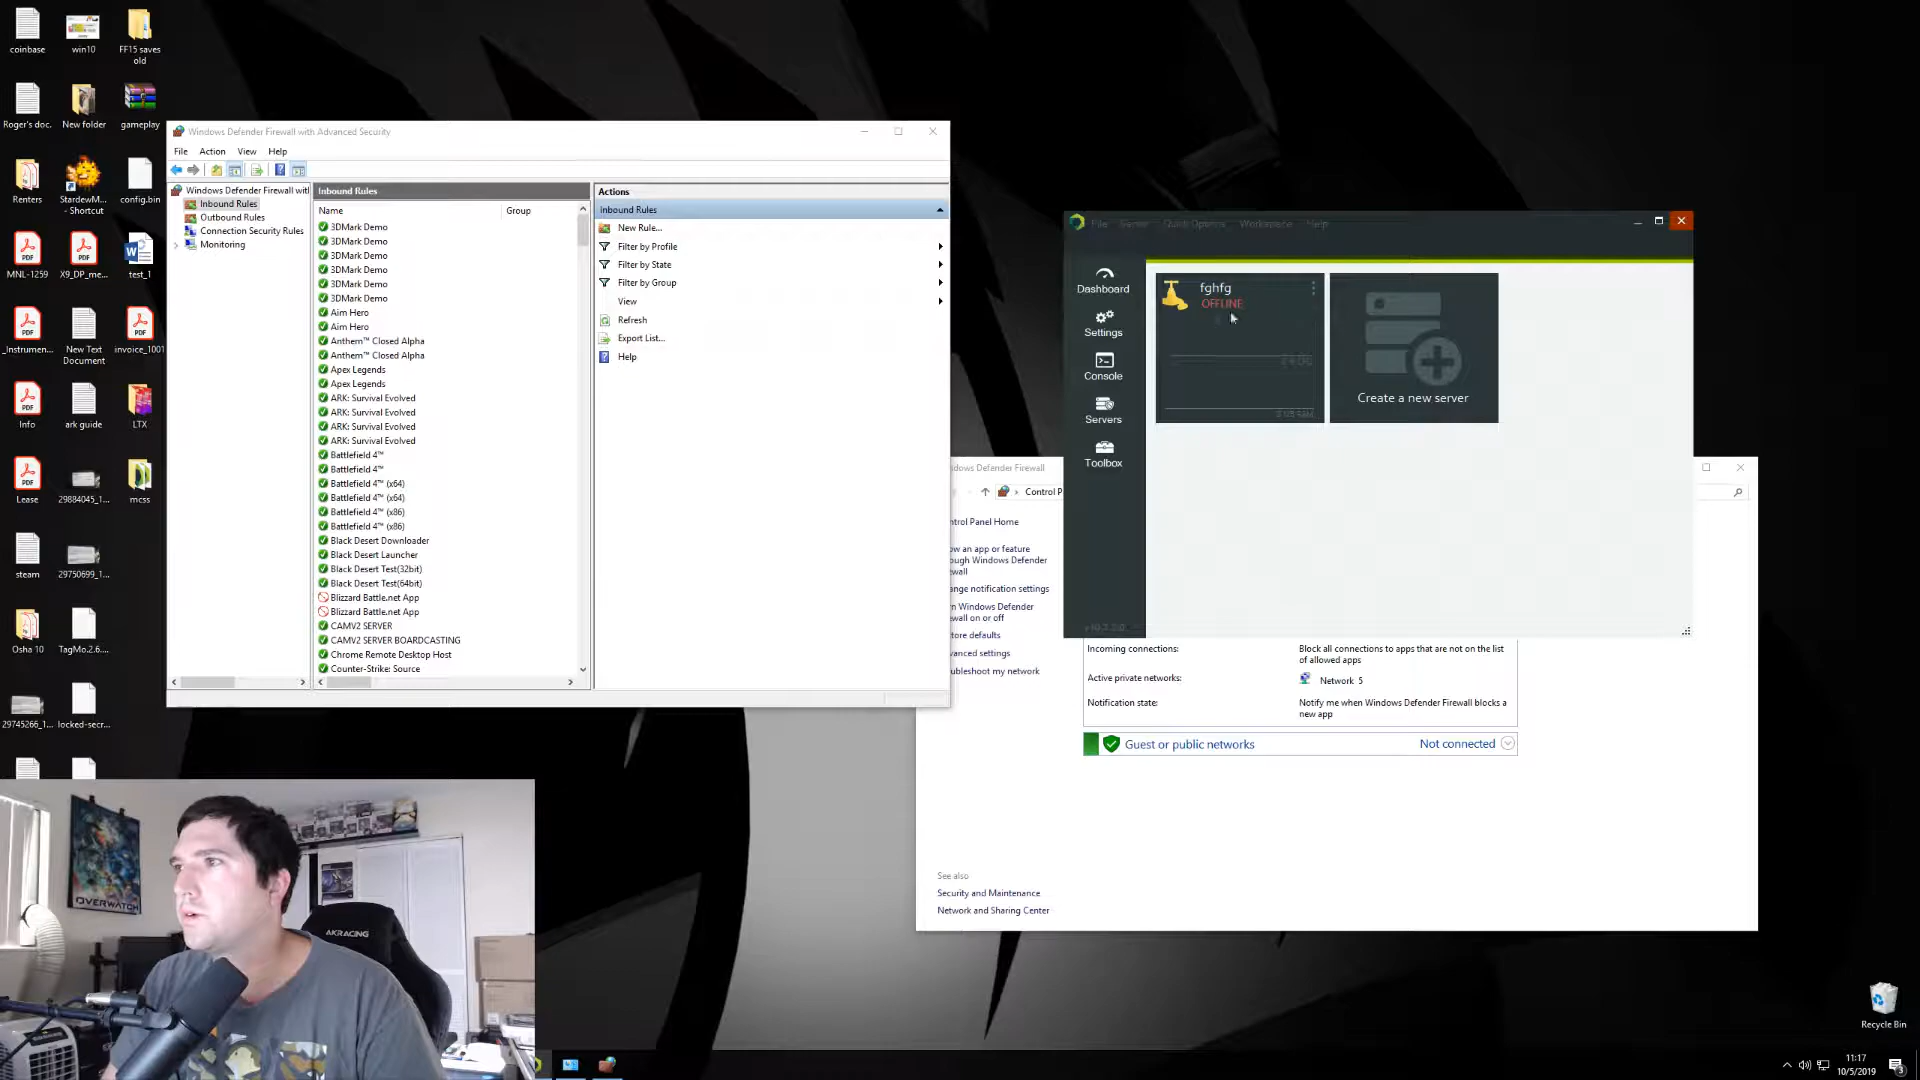 coinbase
win10
FF15 saves
old
Roger's doc.
New folder
gameplay
Renters
StardewM...
- Shortcut
config.bin
MNL-1259
X9_DP_me...
test_1
_Instrumen...
New Text
Document
invoice_1001
Info
ark guide
LTX
Lease
29884045_1...
mcss
steam
29750699_1...
Osha 10
TagMo.2.6....
29745266_1...
locked-secr...
Windows Defender Firewall with Advanced Security
File
Action
View
Help
Windows Defender Firewall with
Inbound Rules
Outbound Rules
Connection Security Rules
Monitoring
Inbound Rules
Name
Group
3DMark Demo
3DMark Demo
3DMark Demo
3DMark Demo
3DMark Demo
3DMark Demo
Aim Hero
Aim Hero
Anthem™ Closed Alpha
Anthem™ Closed Alpha
Apex Legends
Apex Legends
ARK: Survival Evolved
ARK: Survival Evolved
ARK: Survival Evolved
ARK: Survival Evolved
Battlefield 4™
Battlefield 4™
Battlefield 4™ (x64)
Battlefield 4™ (x64)
Battlefield 4™ (x86)
Battlefield 4™ (x86)
Black Desert Downloader
Black Desert Launcher
Black Desert Test(32bit)
Black Desert Test(64bit)
Blizzard Battle.net App
Blizzard Battle.net App
CAMV2 SERVER
CAMV2 SERVER BOARDCASTING
Chrome Remote Desktop Host
Counter-Strike: Source
Actions
Inbound Rules
New Rule...
Filter by Profile
Filter by State
Filter by Group
View
Refresh
Export List...
Help
File
Server
Quick Options
Workspace
Help
Dashboard
Settings
Console
Servers
Toolbox
fghfg
OFFLINE
Create a new server
dows Defender Firewall
Control P
ntrol Panel Home
ow an app or feature
ough Windows Defender
wall
ange notification settings
rn Windows Defender
wall on or off
tore defaults
vanced settings
ubleshoot my network
Incoming connections:
Block all connections to apps that are not on the list
of allowed apps
Active private networks:
Network 5
Notification state:
Notify me when Windows Defender Firewall blocks a
new app
Guest or public networks
Not connected
See also
Security and Maintenance
Network and Sharing Center
OVERWATCH
AKRACING
Recycle Bin
11:17
10/5/2019